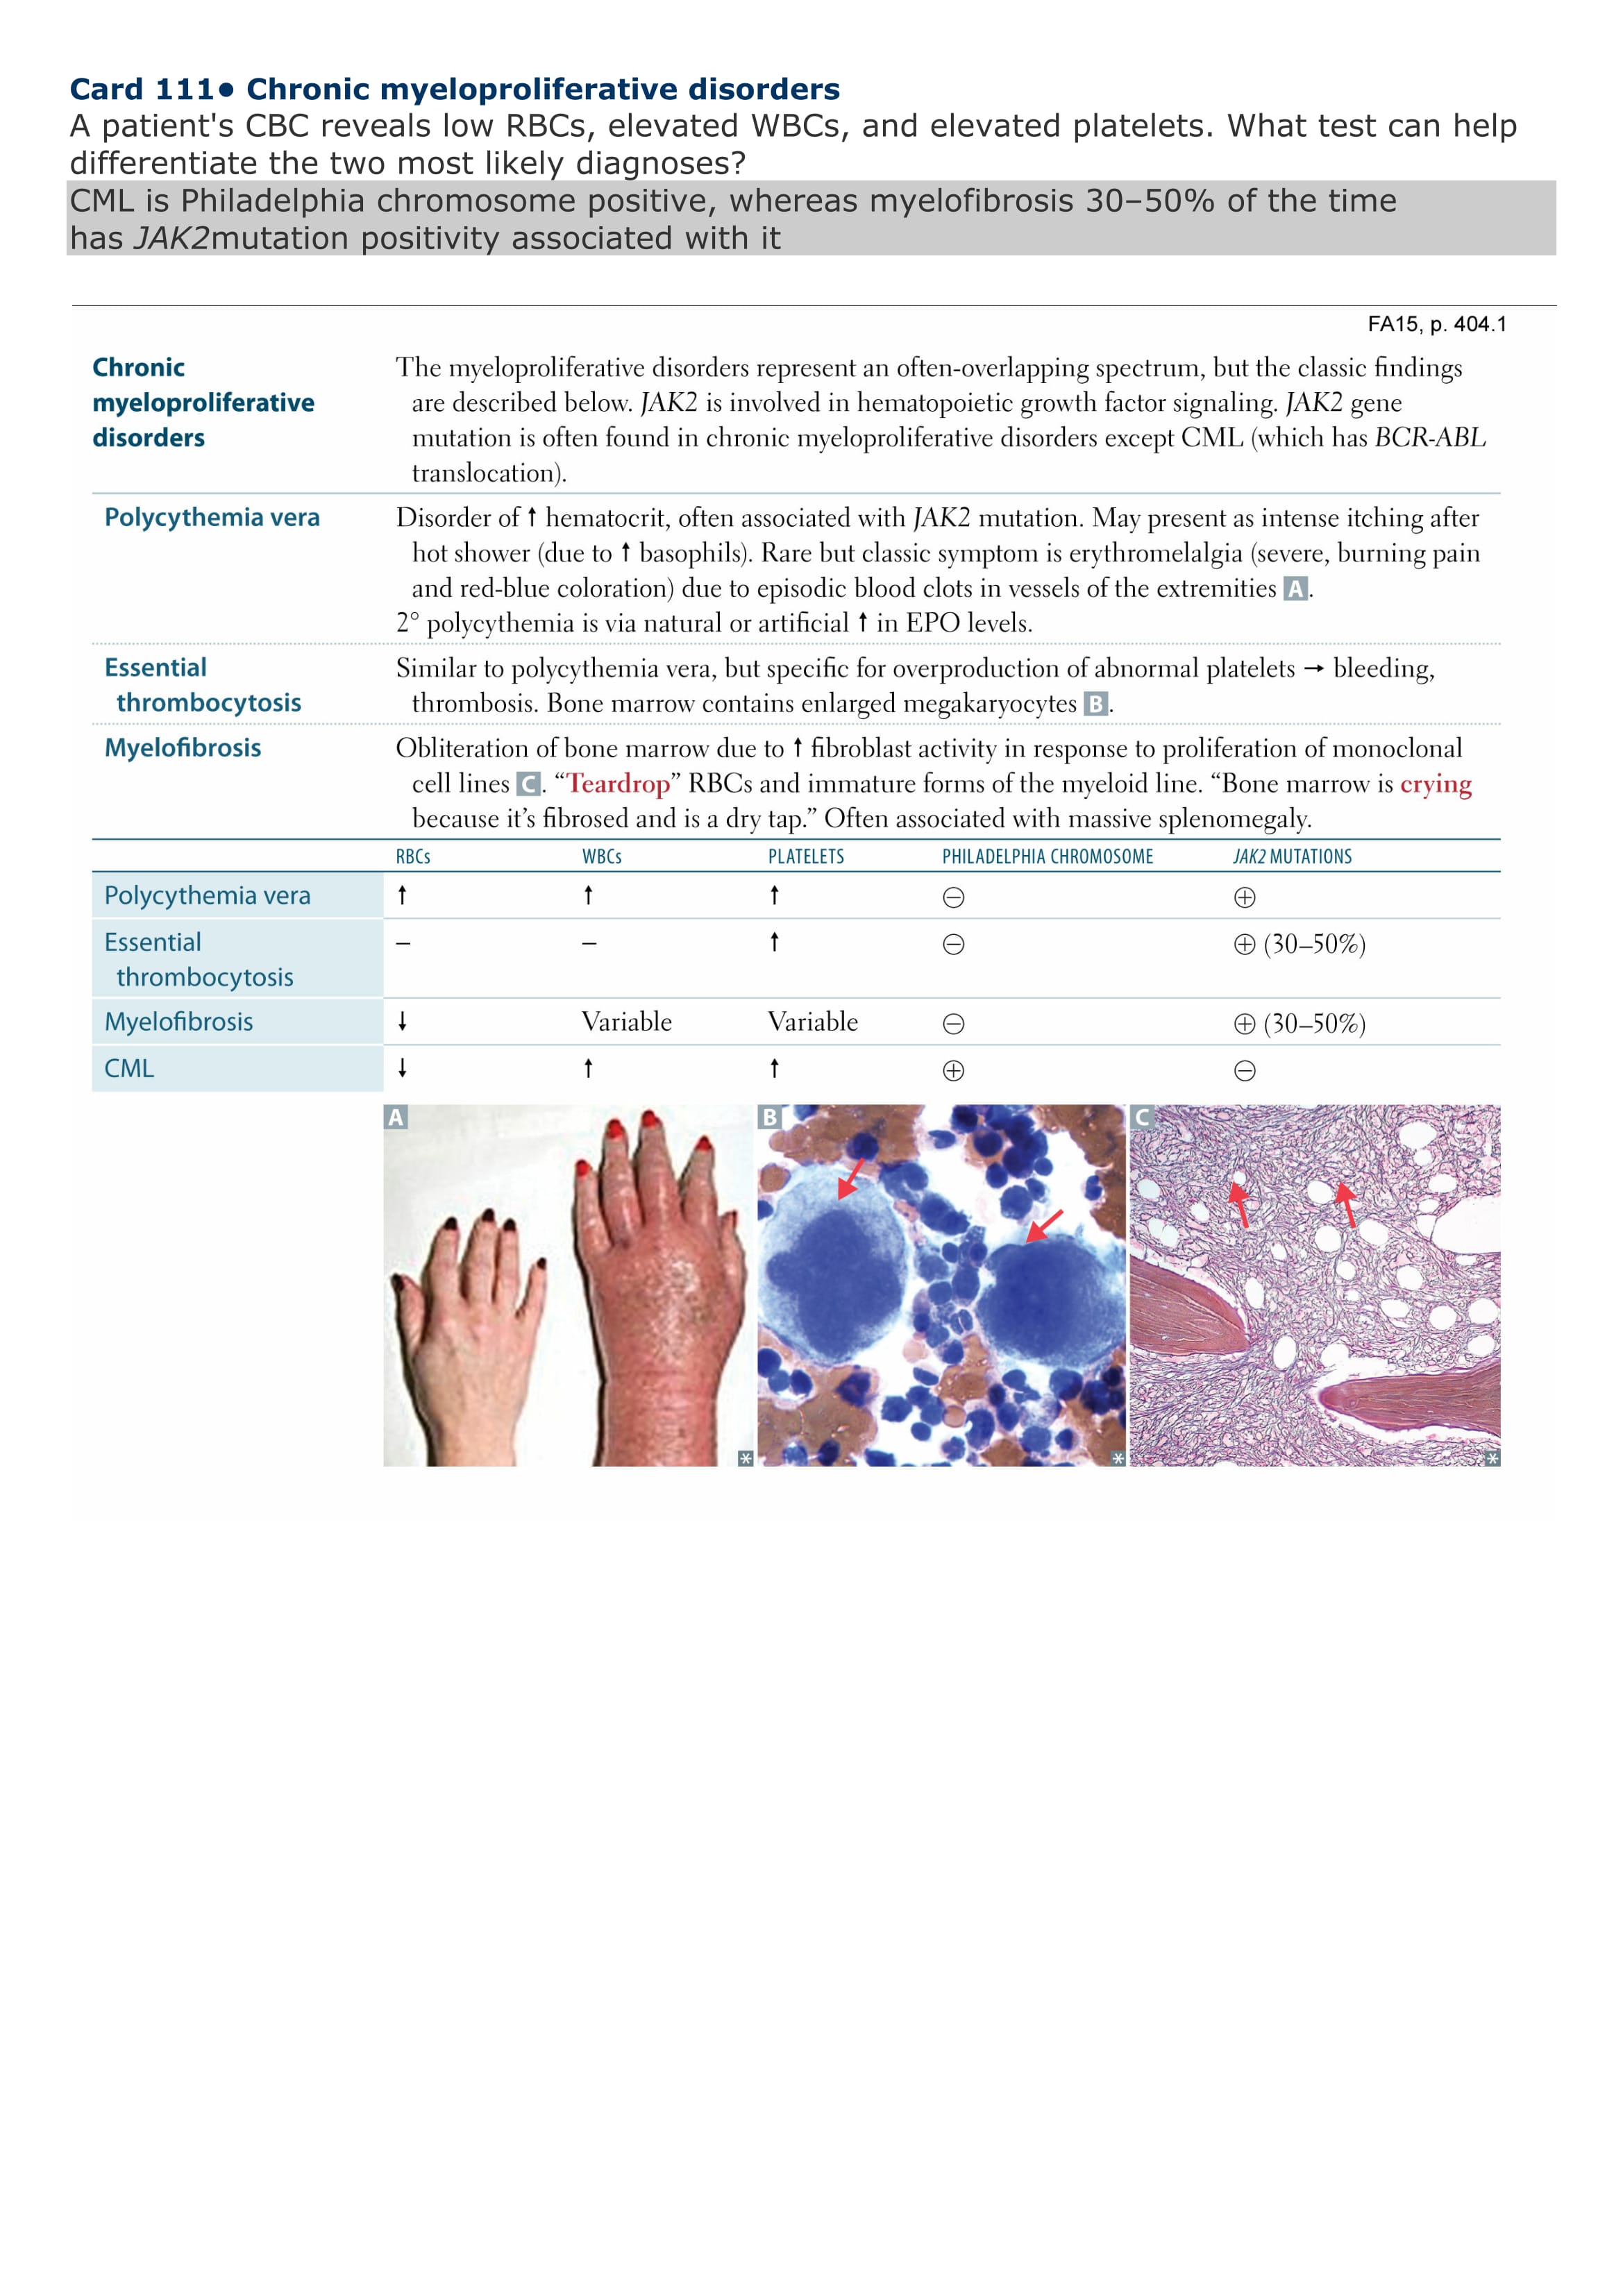 Card 111• Chronic myeloproliferative disorders
A patient's CBC reveals low RBCs, elevated WBCs, and elevated platelets. What test can help
differentiate the two most likely diagnoses?
CML is Philadelphia chromosome positive, whereas myelofibrosis 30–50% of the time
has JAK2mutation positivity associated with it
FA15, p. 404.1
Chronic
myeloproliferative
disorders
The myeloproliferative disorders represent an often-overlapping spectrum, but the classic findings
are described below. JAK2 is involved in hematopoietic growth factor signaling. JAK2 gene
mutation is often found in chronic myeloproliferative disorders except CML (which has BCR-ABL
translocation).
Polycythemia vera
Disorder of ↑ hematocrit, often associated with JAK2 mutation. May present as intense itching after
hot shower (due to ↑ basophils). Rare but classic symptom is erythromelalgia (severe, burning pain
and red-blue coloration) due to episodic blood clots in vessels of the extremities A.
2° polycythemia is via natural or artificial ↑ in EPO levels.
Essential
thrombocytosis
Similar to polycythemia vera, but specific for overproduction of abnormal platelets → bleeding,
thrombosis. Bone marrow contains enlarged megakaryocytes B.
Myelofibrosis
Obliteration of bone marrow due to ↑ fibroblast activity in response to proliferation of monoclonal
cell lines C. “Teardrop” RBCs and immature forms of the myeloid line. “Bone marrow is crying
because it’s fibrosed and is a dry tap.” Often associated with massive splenomegaly.
RBCs WBCs PLATELETS PHILADELPHIA CHROMOSOME JAK2 MUTATIONS
Polycythemia vera ↑ ↑ ↑ ⊖ ⊕
Essential
thrombocytosis
– – ↑ ⊖ ⊕ (30–50%)
Myelofibrosis ↓ Variable Variable ⊖ ⊕ (30–50%)
CML ↓ ↑ ↑ ⊕ ⊖
A B C
* * *